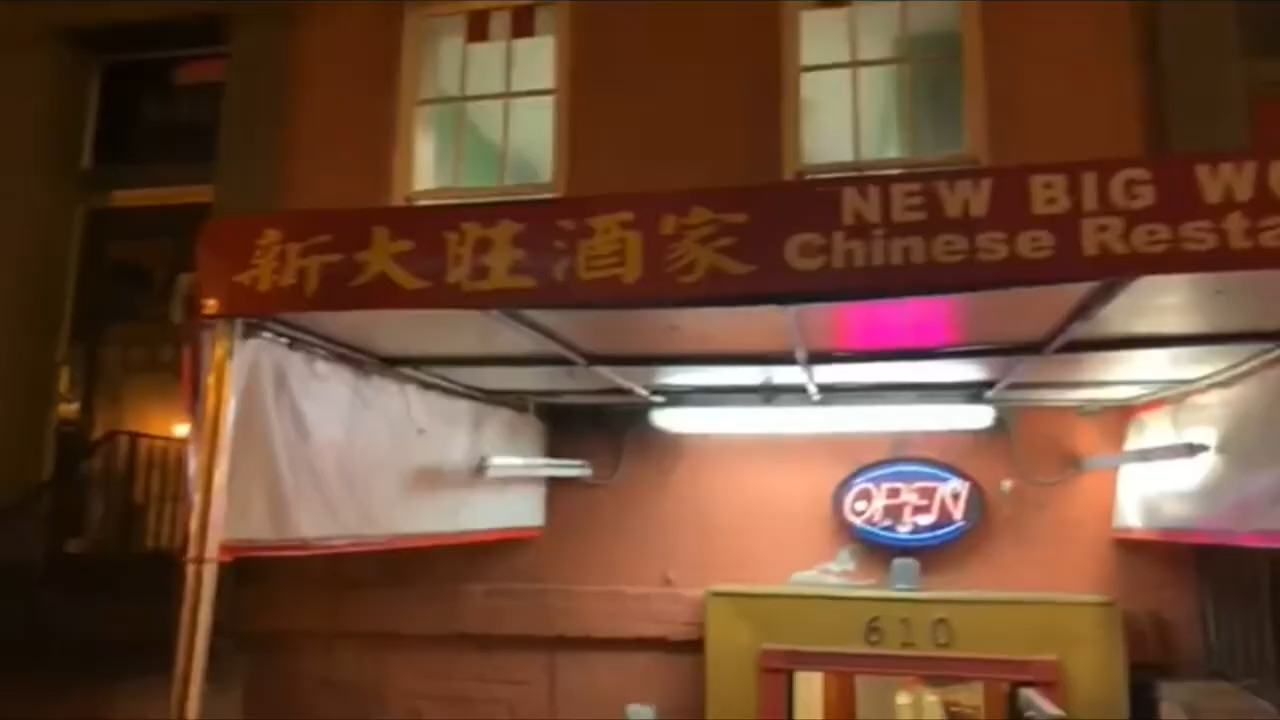 新大旺酒家
NEW BIG W
Chinese Resta
OPEN
610